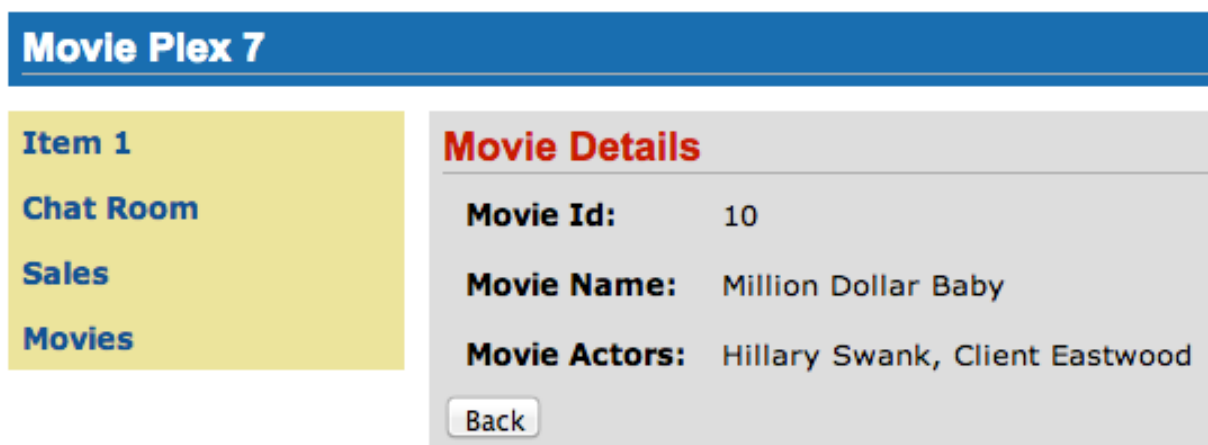 Movie Plex 7
Item 1
Chat Room
Sales
Movies
Movie Details
Movie Id: 10
Movie Name: Million Dollar Baby
Movie Actors: Hillary Swank, Client Eastwood
Back